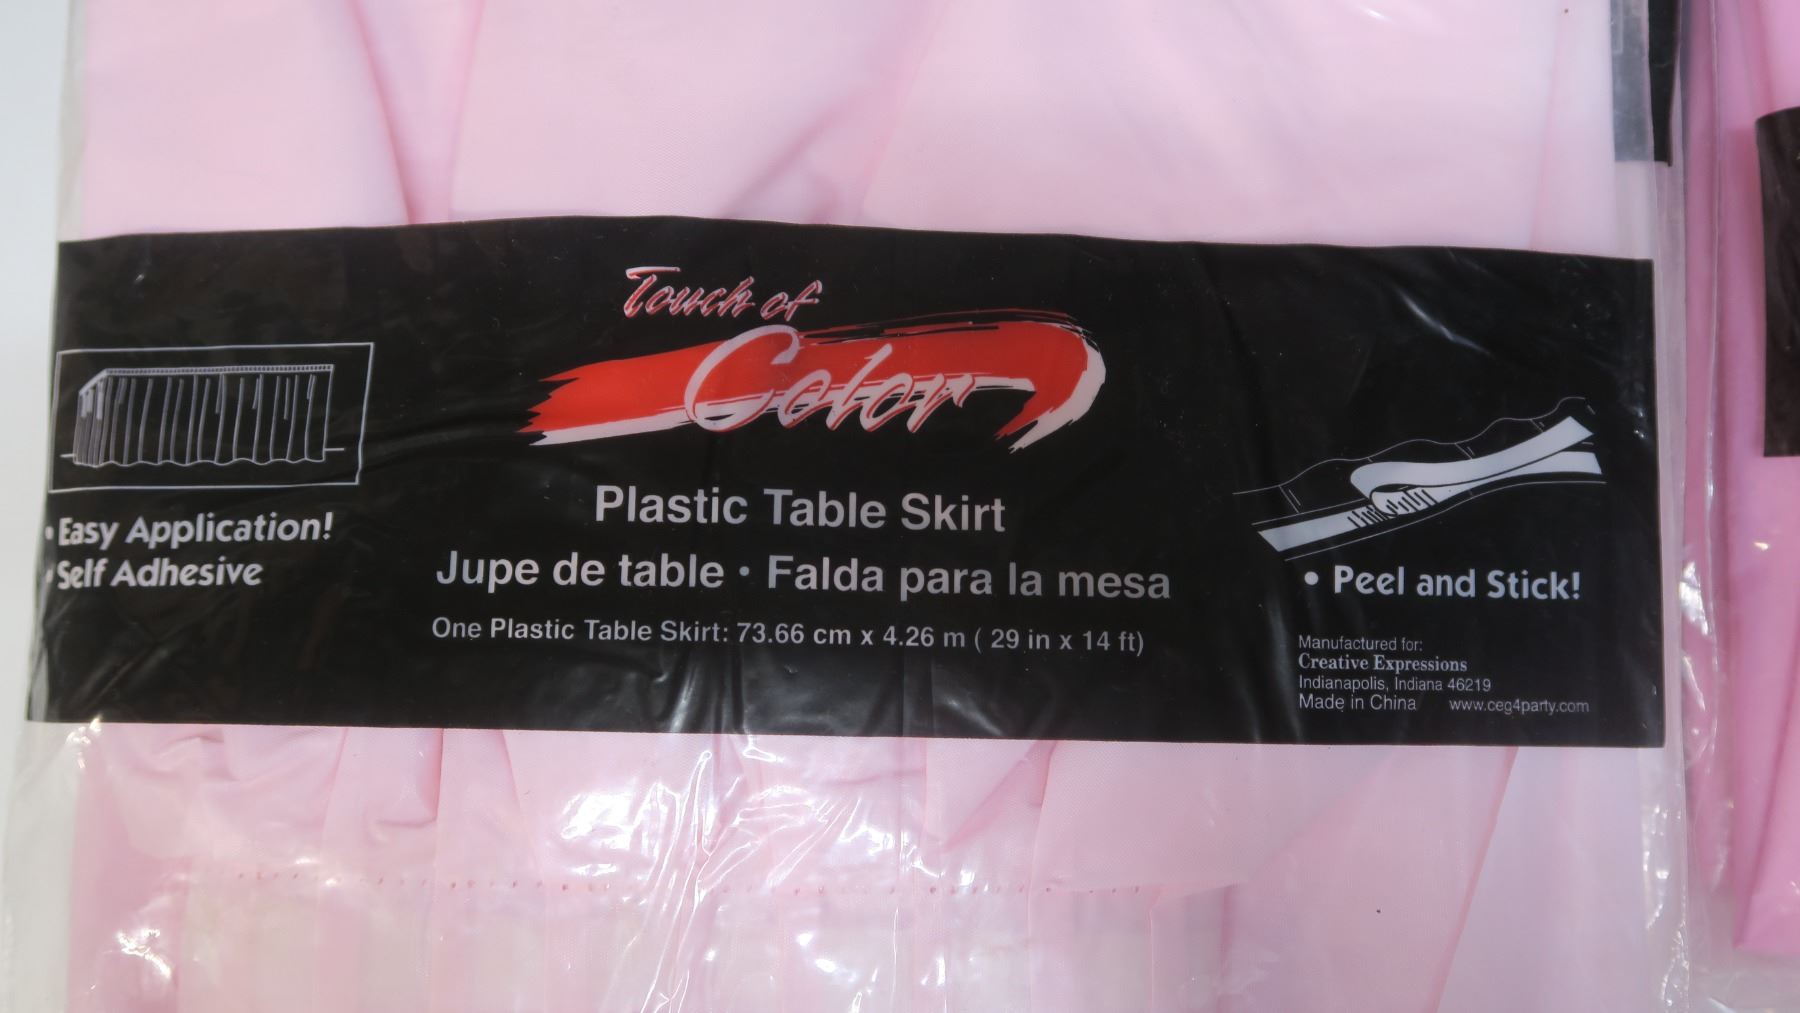 Touch of
Color
Plastic Table Skirt
Jupe de table • Falda para la mesa
One Plastic Table Skirt: 73.66 cm x 4.26 m ( 29 in x 14 ft)
• Easy Application!
• Self Adhesive
• Peel and Stick!
Manufactured for:
Creative Expressions
Indianapolis, Indiana 46219
Made in China www.ceg4party.com